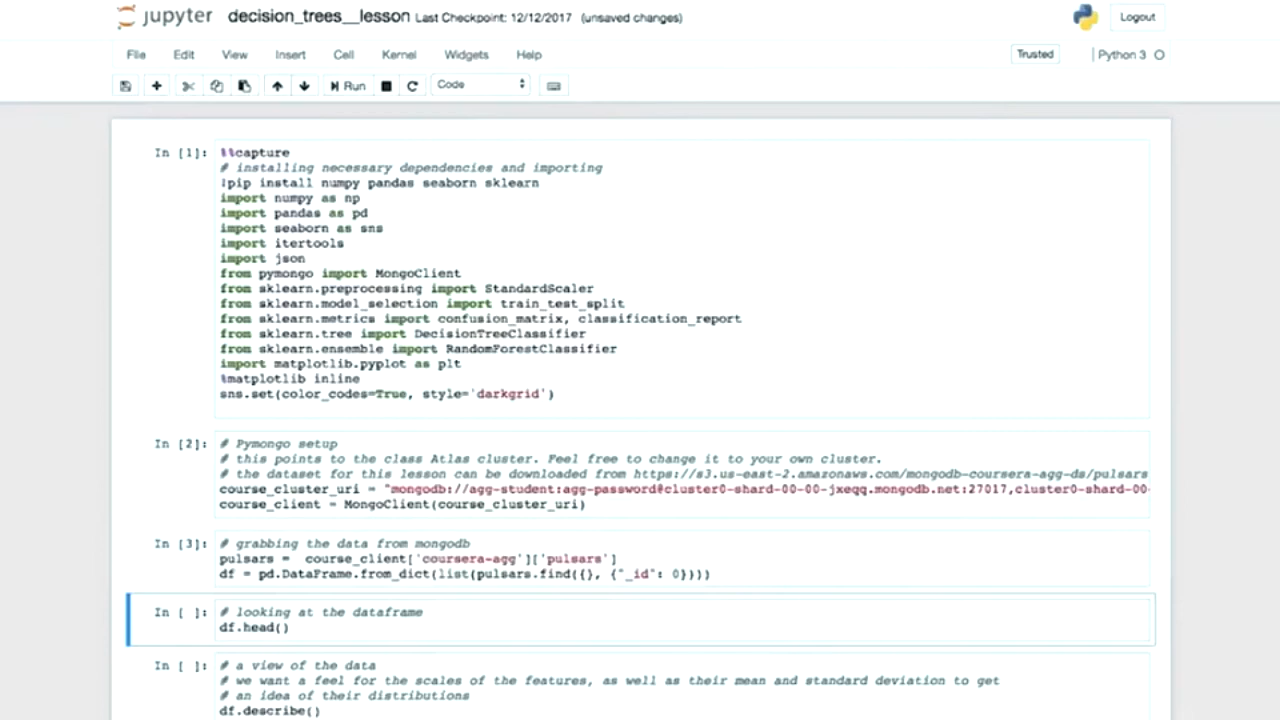 jupyter decision_trees__lesson Last Checkpoint: 12/12/2017 (unsaved changes) Logout
File Edit View Insert Cell Kernel Widgets Help Trusted Python 3
Run Code
In [1]: %%capture
# installing necessary dependencies and importing
!pip install numpy pandas seaborn sklearn
import numpy as np
import pandas as pd
import seaborn as sns
import itertools
import json
from pymongo import MongoClient
from sklearn.preprocessing import StandardScaler
from sklearn.model_selection import train_test_split
from sklearn.metrics import confusion_matrix, classification_report
from sklearn.tree import DecisionTreeClassifier
from sklearn.ensemble import RandomForestClassifier
import matplotlib.pyplot as plt
%matplotlib inline
sns.set(color_codes=True, style='darkgrid')
In [2]: # Pymongo setup
# this points to the class Atlas cluster. Feel free to change it to your own cluster.
# the dataset for this lesson can be downloaded from https://s3.us-east-2.amazonaws.com/mongodb-coursera-agg-ds/pulsars
course_cluster_uri = "mongodb://agg-student:agg-password@cluster0-shard-00-00-jxeqq.mongodb.net:27017,cluster0-shard-00-
course_client = MongoClient(course_cluster_uri)
In [3]: # grabbing the data from mongodb
pulsars = course_client['coursera-agg']['pulsars']
df = pd.DataFrame.from_dict(list(pulsars.find({}, {"_id": 0})))
In [ ]: # looking at the dataframe
df.head()
In [ ]: # a view of the data
# we want a feel for the scales of the features, as well as their mean and standard deviation to get
# an idea of their distributions
df.describe()